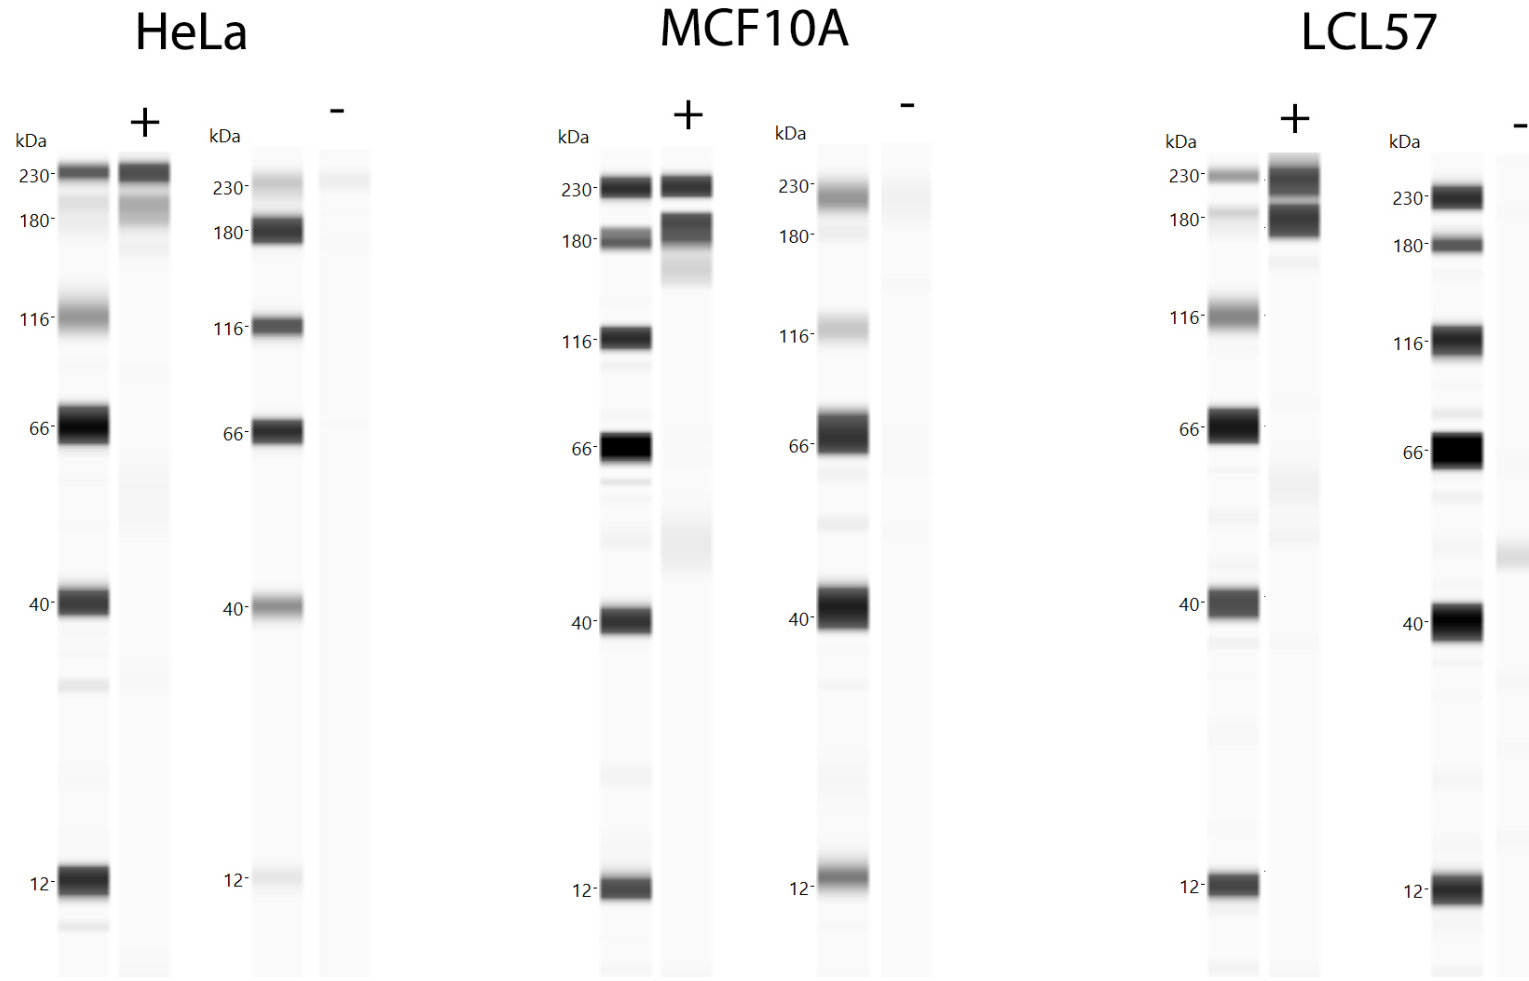 HeLa MCF10A LCL57
+ - + - + -
kDa kDa kDa kDa kDa kDa
230- 230- 230- 230- 230- 230-
180- 180- 180- 180- 180- 180-
116- 116- 116- 116- 116- 116-
66- 66- 66- 66- 66- 66-
40- 40- 40- 40- 40- 40-
12- 12- 12- 12- 12- 12-